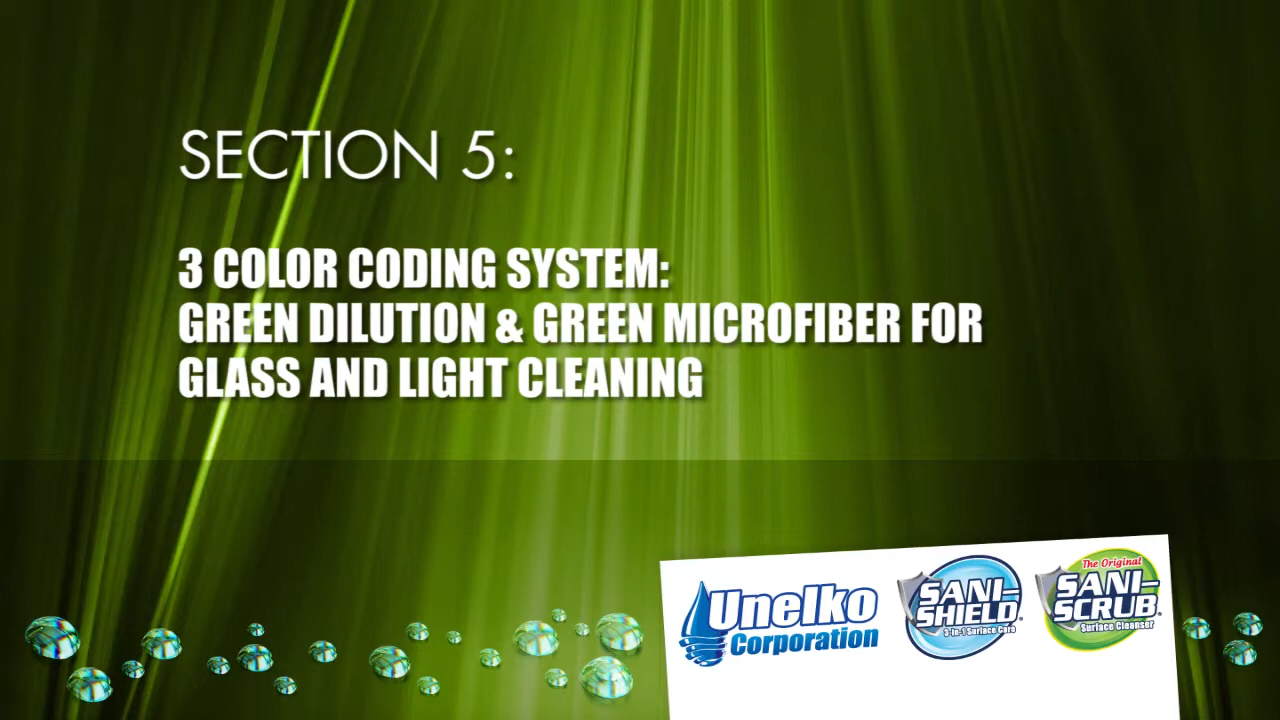 SECTION 5:
3 COLOR CODING SYSTEM:
GREEN DILUTION & GREEN MICROFIBER FOR
GLASS AND LIGHT CLEANING
Unelko
Corporation
SANI-
SHIELD®
3-in-1 Surface Care
The Original
SANI-
SCRUB®
Surface Cleanser